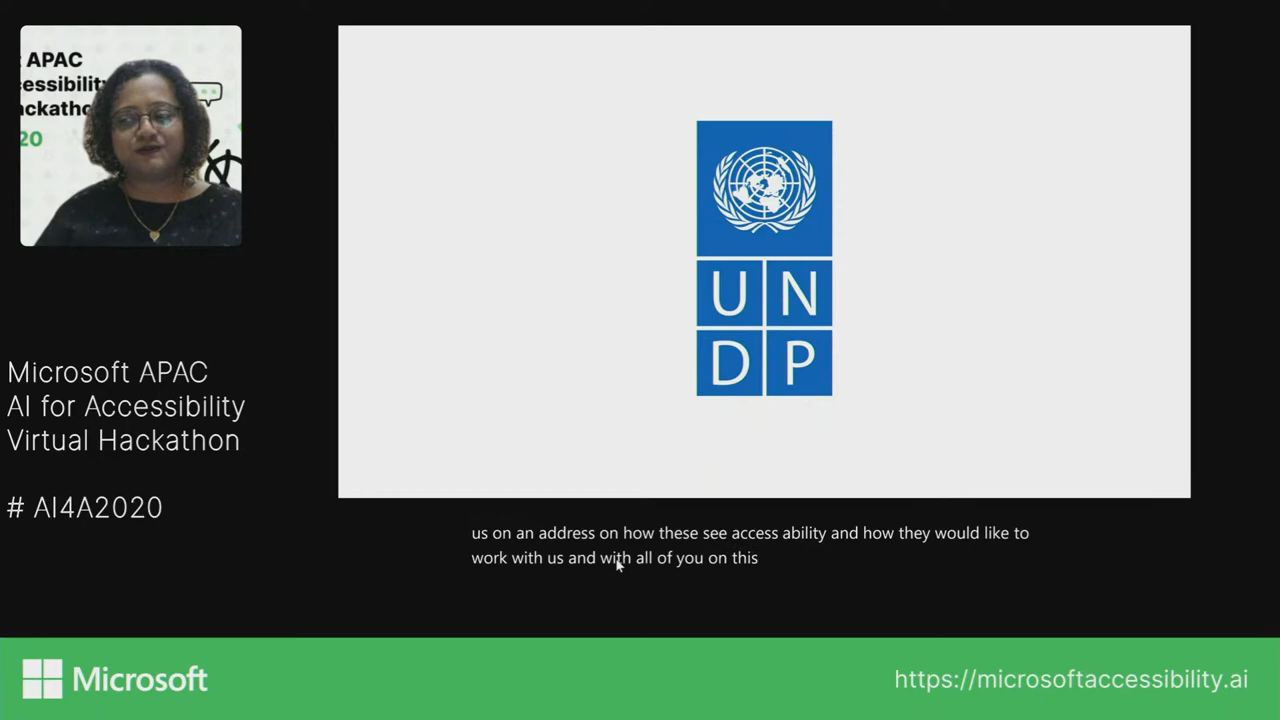 t APAC
cessibility
ackatho
20
U N
D P
Microsoft APAC
AI for Accessibility
Virtual Hackathon
# AI4A2020
us on an address on how these see access ability and how they would like to
work with us and with all of you on this
Microsoft
https://microsoftaccessibility.ai